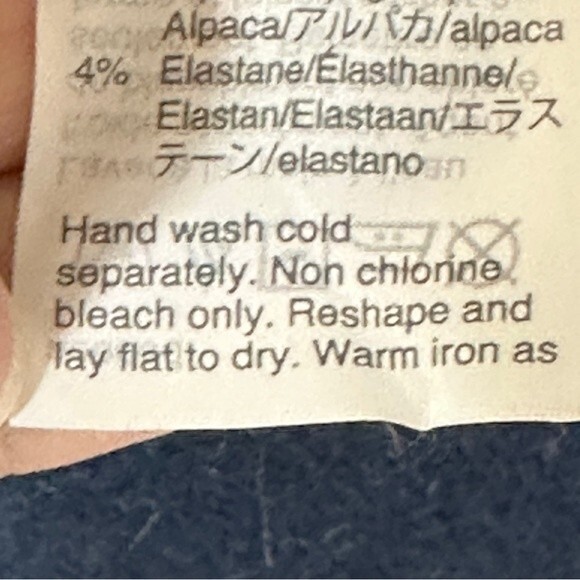 Alpaca/アルパカ/alpaca
4% Elastane/Élasthanne/
Elastan/Elastaan/エラス
テーン/elastano
Hand wash cold
separately. Non chlorine
bleach only. Reshape and
lay flat to dry. Warm iron as